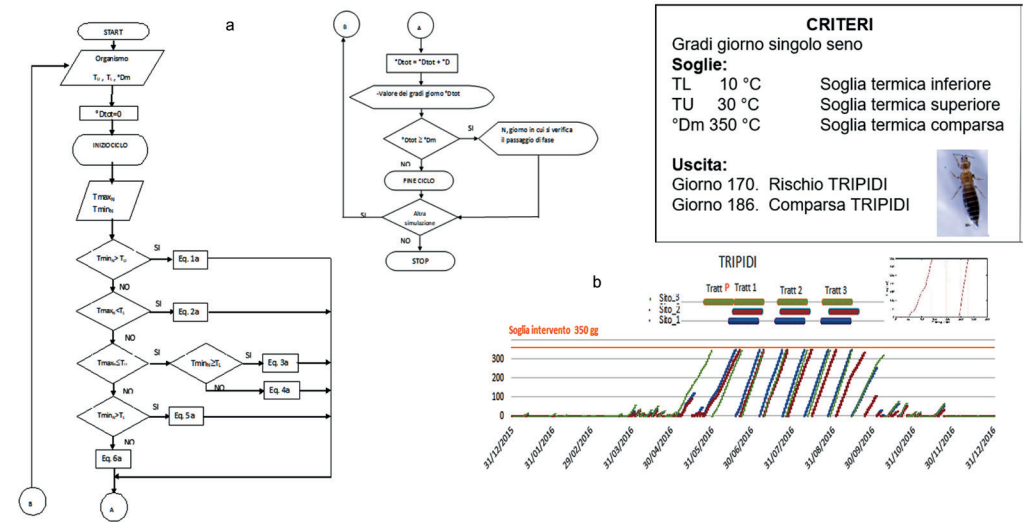 a
START
Organismo
T_U , T_L , °Dm
°Dtot=0
INIZIO CICLO
Tmax_N
Tmin_N
Tmin_N> T_U
SI
Eq. 1a
NO
Tmax_N<T_L
SI
Eq. 2a
NO
Tmax_N≤T_U
SI
Tmin_N≥T_L
SI
Eq. 3a
NO
Eq. 4a
NO
Tmin_N>T_L
SI
Eq. 5a
NO
Eq. 6a
B
A
B
A
°Dtot = °Dtot + °D
-Valore dei gradi giorno °Dtot
°Dtot ≥ °Dm
SI
N, giorno in cui si verifica
il passaggio di fase
NO
FINE CICLO
SI
Altra
simulazione
NO
STOP
CRITERI
Gradi giorno singolo seno
Soglie:
TL 10 °C Soglia termica inferiore
TU 30 °C Soglia termica superiore
°Dm 350 °C Soglia termica comparsa
Uscita:
Giorno 170. Rischio TRIPIDI
Giorno 186. Comparsa TRIPIDI
b
TRIPIDI
Tratt P Tratt 1 Tratt 2 Tratt 3
Sito_3
Sito_2
Sito_1
Soglia intervento 350 gg
300
200
100
0
31/12/2015
31/01/2016
29/02/2016
31/03/2016
30/04/2016
31/05/2016
30/06/2016
31/07/2016
31/08/2016
30/09/2016
31/10/2016
30/11/2016
31/12/2016